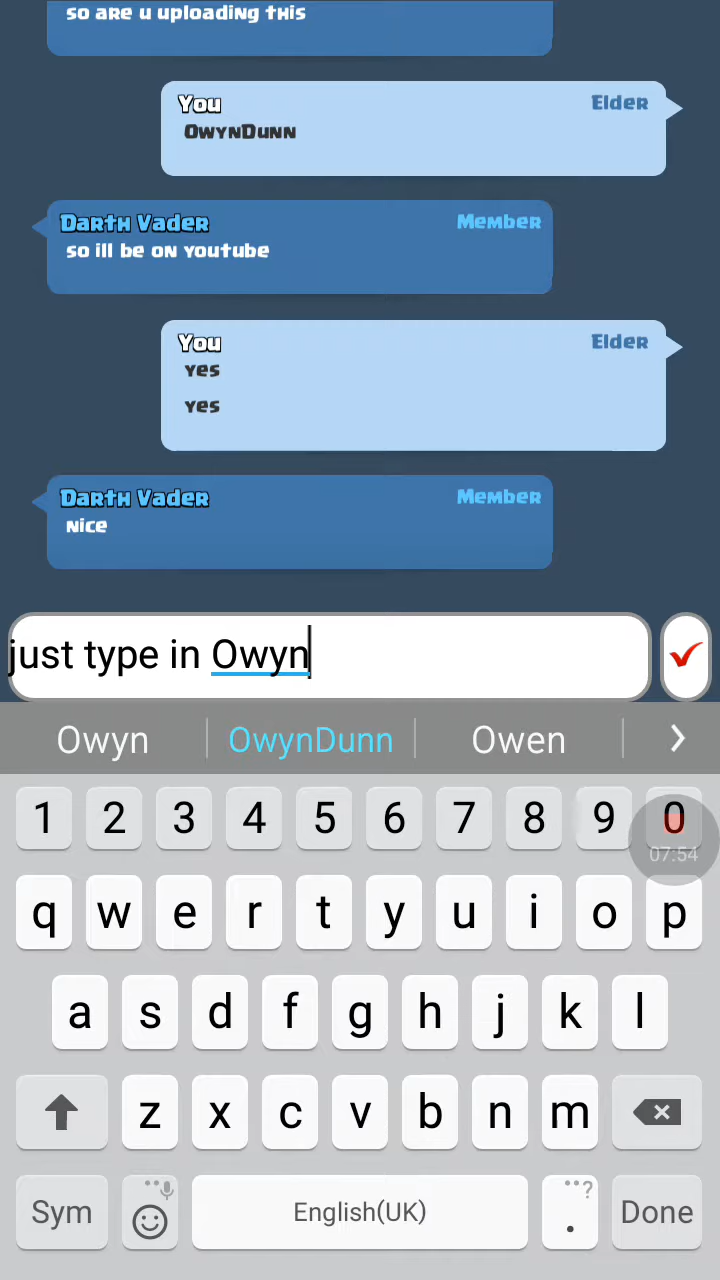 so are u uploading this
You Elder
OwynDunn
Darth Vader Member
so ill be on youtube
You Elder
yes
yes
Darth Vader Member
Nice
just type in Owyn
Owyn OwynDunn Owen
1 2 3 4 5 6 7 8 9 0
07:54
q w e r t y u i o p
a s d f g h j k l
z x c v b n m
Sym English(UK) . Done